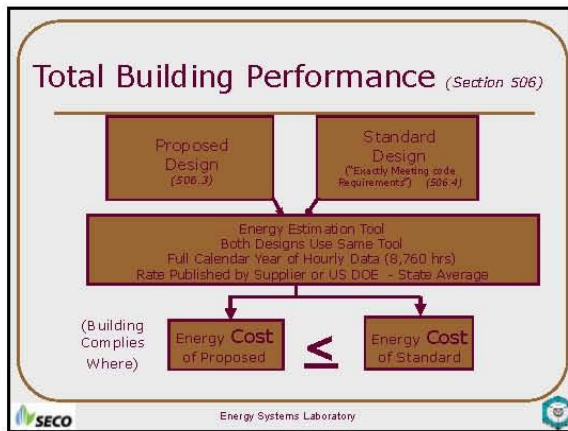 Total Building Performance (Section 506)
Proposed
Design
(506.3)
Standard
Design
("Exactly Meeting code
Requirements") (506.4)
Energy Estimation Tool
Both Designs Use Same Tool
Full Calendar Year of Hourly Data (8,760 hrs)
Rate Published by Supplier or US DOE - State Average
(Building
Complies
Where)
Energy Cost
of Proposed
≤
Energy Cost
of Standard
SECO
Energy Systems Laboratory